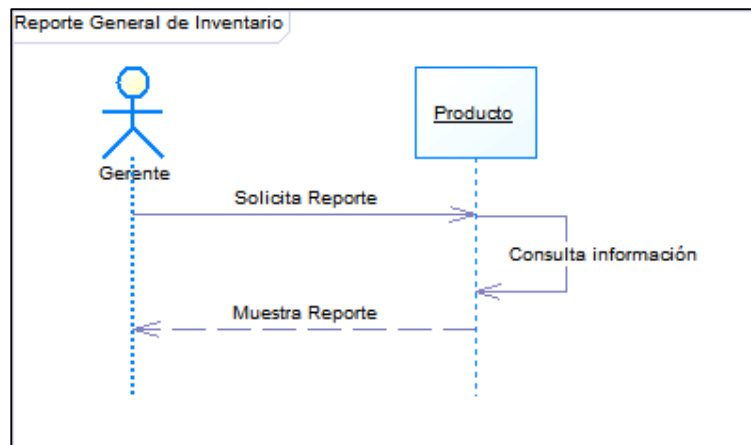 Reporte General de Inventario
Producto
Gerente
Solicita Reporte
Consulta información
Muestra Reporte